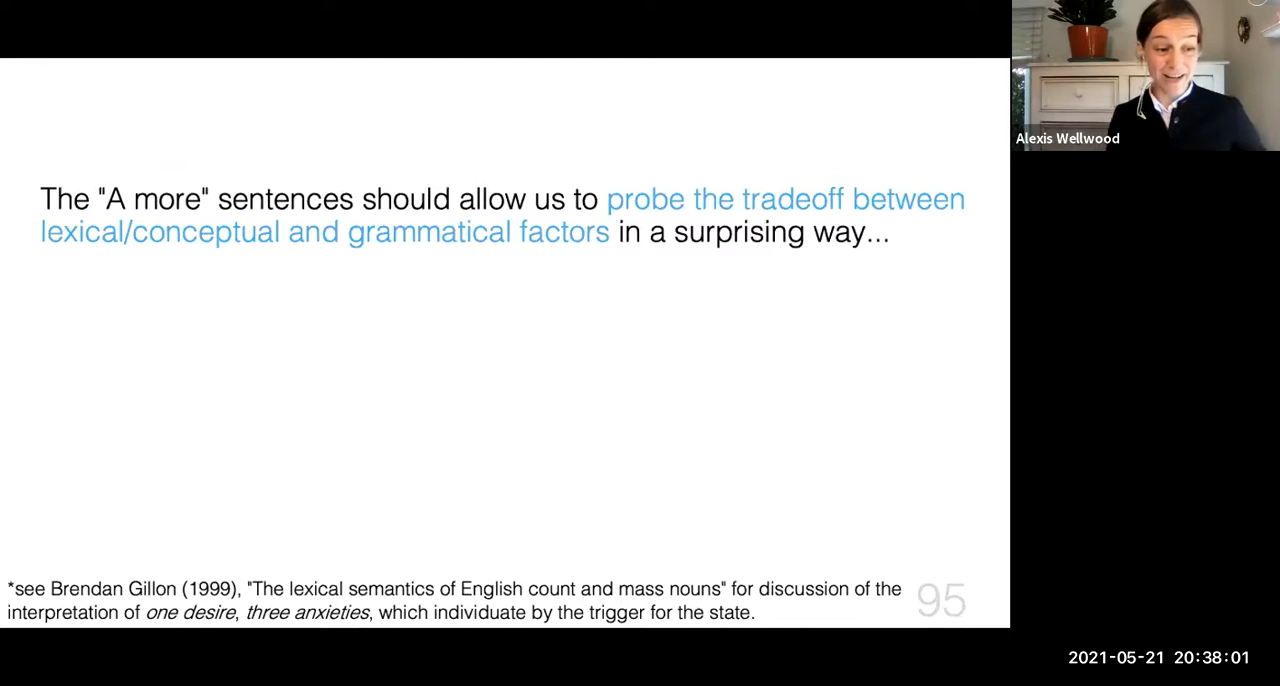 Alexis Wellwood
The "A more" sentences should allow us to probe the tradeoff between
lexical/conceptual and grammatical factors in a surprising way...
*see Brendan Gillon (1999), "The lexical semantics of English count and mass nouns" for discussion of the
interpretation of one desire, three anxieties, which individuate by the trigger for the state.
95
2021-05-21 20:38:01